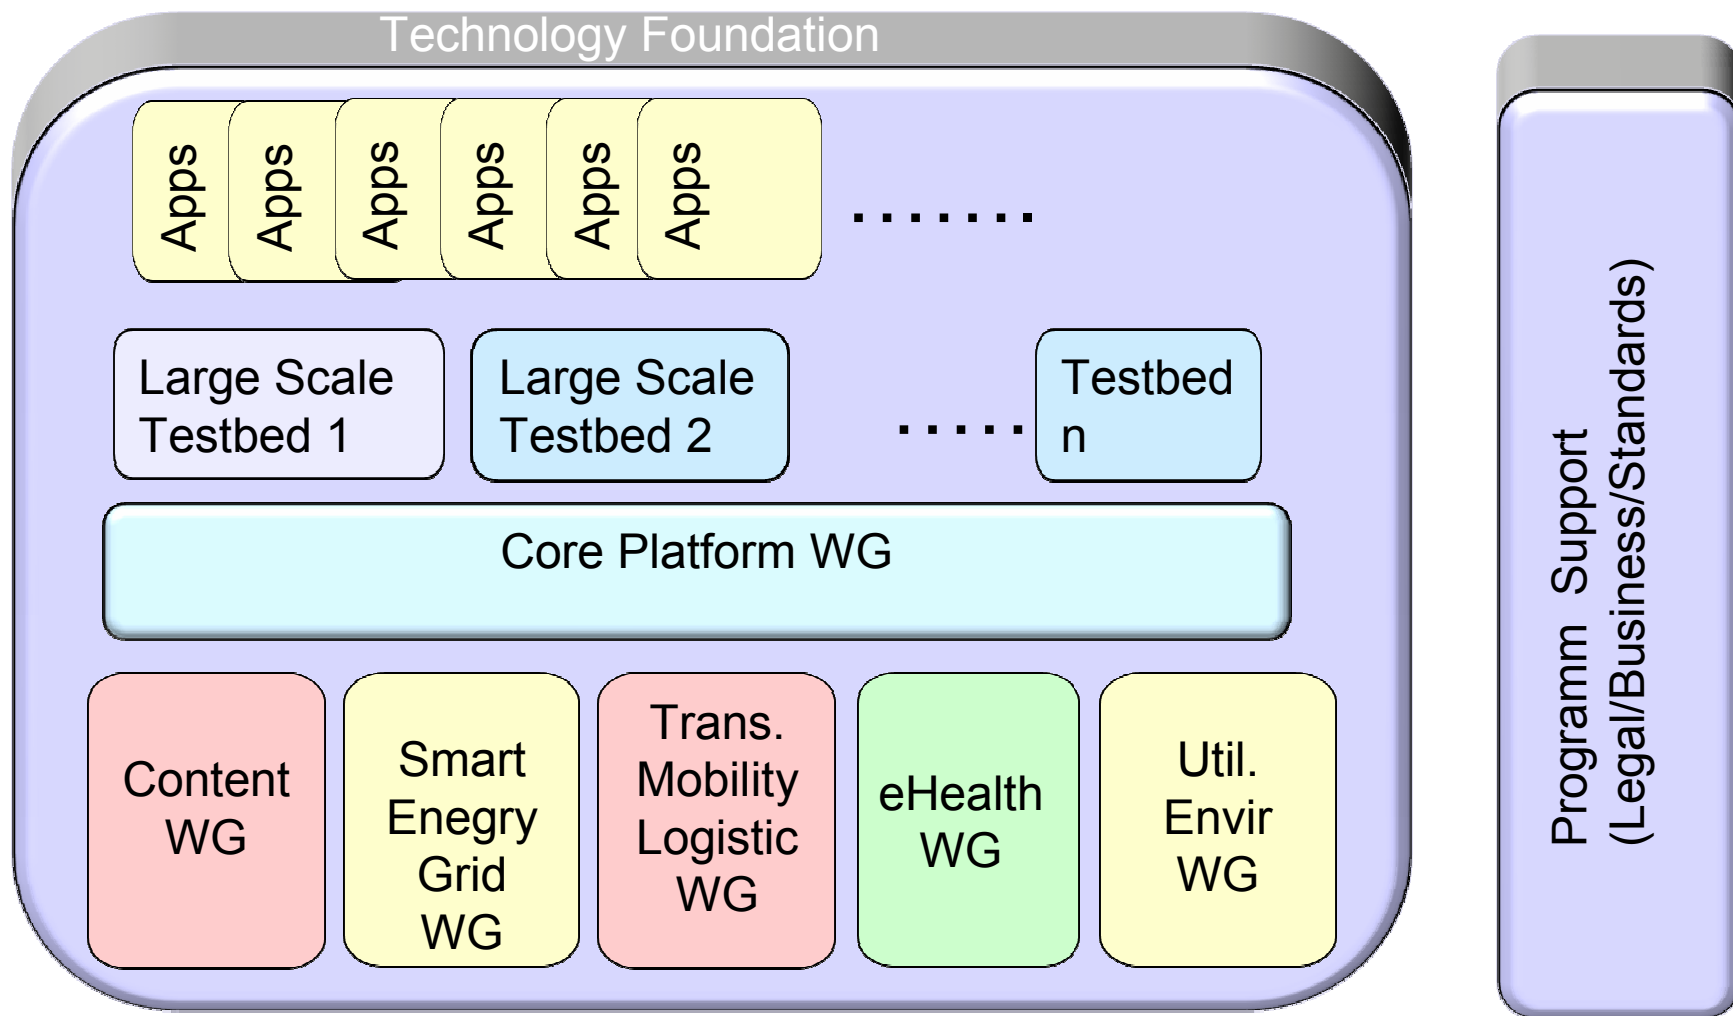 Technology Foundation
Apps
Apps
Apps
Apps
Apps
Apps
.......
Large Scale
Testbed 1
Large Scale
Testbed 2
.....
Testbed
n
Core Platform WG
Content
WG
Smart
Enegry
Grid
WG
Trans.
Mobility
Logistic
WG
eHealth
WG
Util.
Envir
WG
Programm Support
(Legal/Business/Standards)